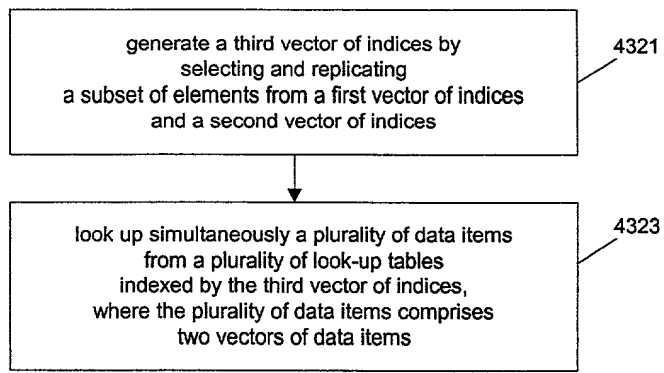 generate a third vector of indices by
selecting and replicating
a subset of elements from a first vector of indices
and a second vector of indices
4321
look up simultaneously a plurality of data items
from a plurality of look-up tables
indexed by the third vector of indices,
where the plurality of data items comprises
two vectors of data items
4323